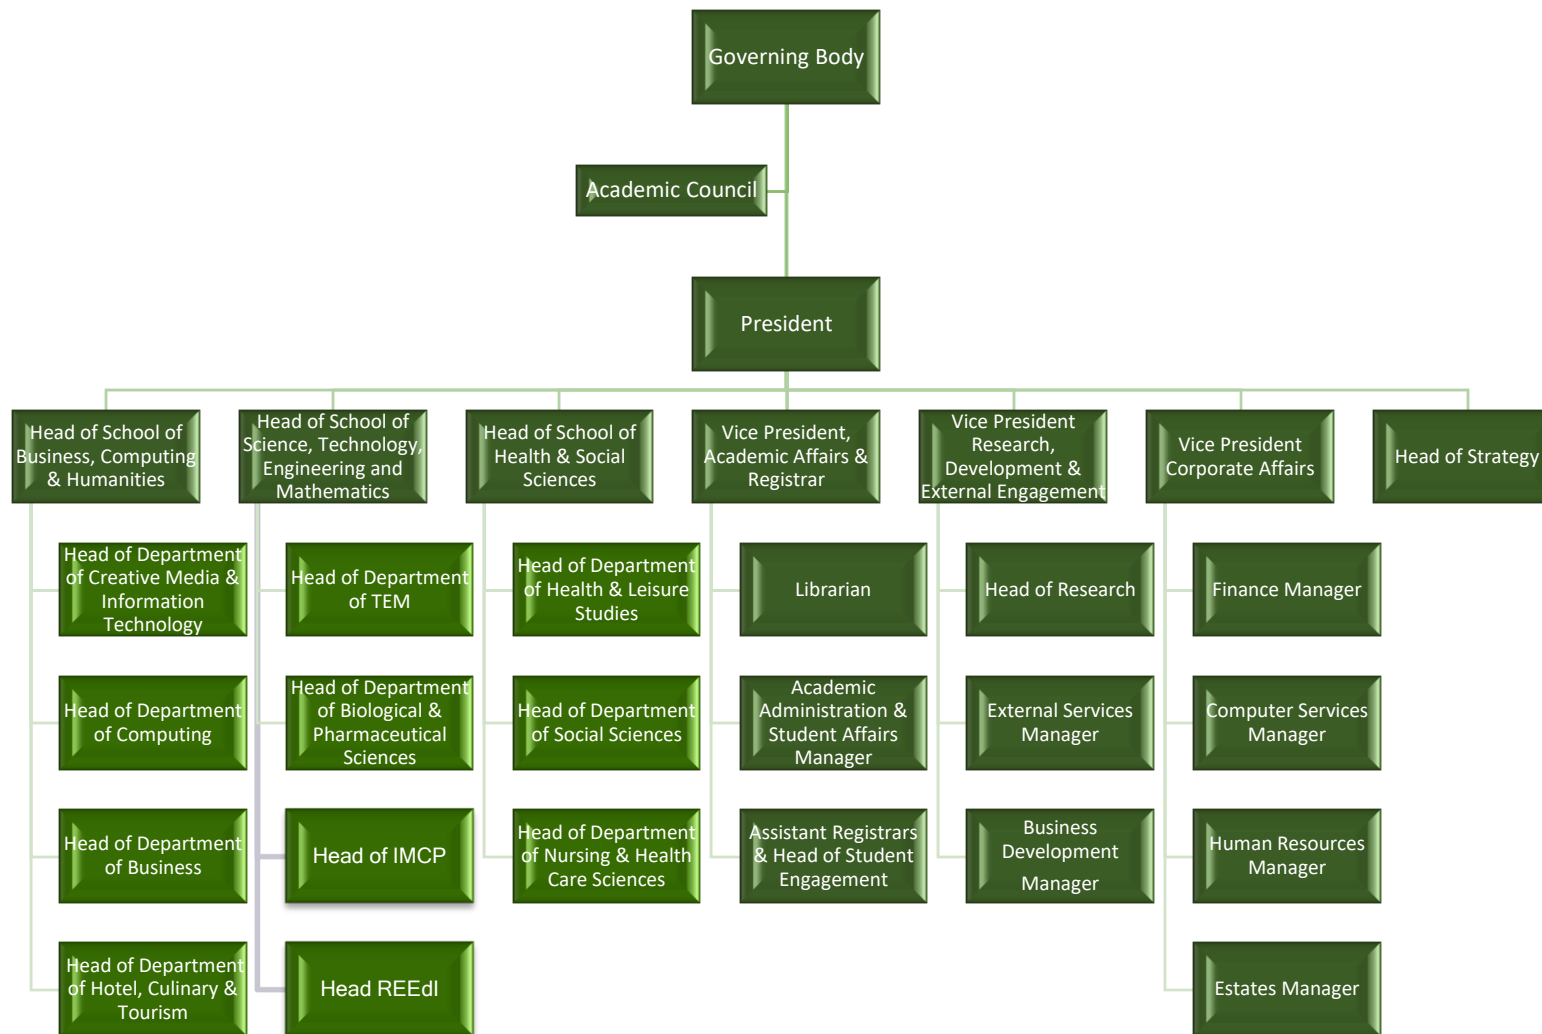 Governing Body
Academic Council
President
Head of School of
Business, Computing
& Humanities
Head of School of
Science, Technology,
Engineering and
Mathematics
Head of School of
Health & Social
Sciences
Vice President,
Academic Affairs &
Registrar
Vice President
Research,
Development &
External Engagement
Vice President
Corporate Affairs
Head of Strategy
Head of Department
of Creative Media &
Information
Technology
Head of Department
of TEM
Head of Department
of Health & Leisure
Studies
Librarian
Head of Research
Finance Manager
Head of Department
of Computing
Head of Department
of Biological &
Pharmaceutical
Sciences
Head of Department
of Social Sciences
Academic
Administration &
Student Affairs
Manager
External Services
Manager
Computer Services
Manager
Head of Department
of Business
Head of IMCP
Head of Department
of Nursing & Health
Care Sciences
Assistant Registrars
& Head of Student
Engagement
Business
Development
Manager
Human Resources
Manager
Head of Department
of Hotel, Culinary &
Tourism
Head REEdI
Estates Manager